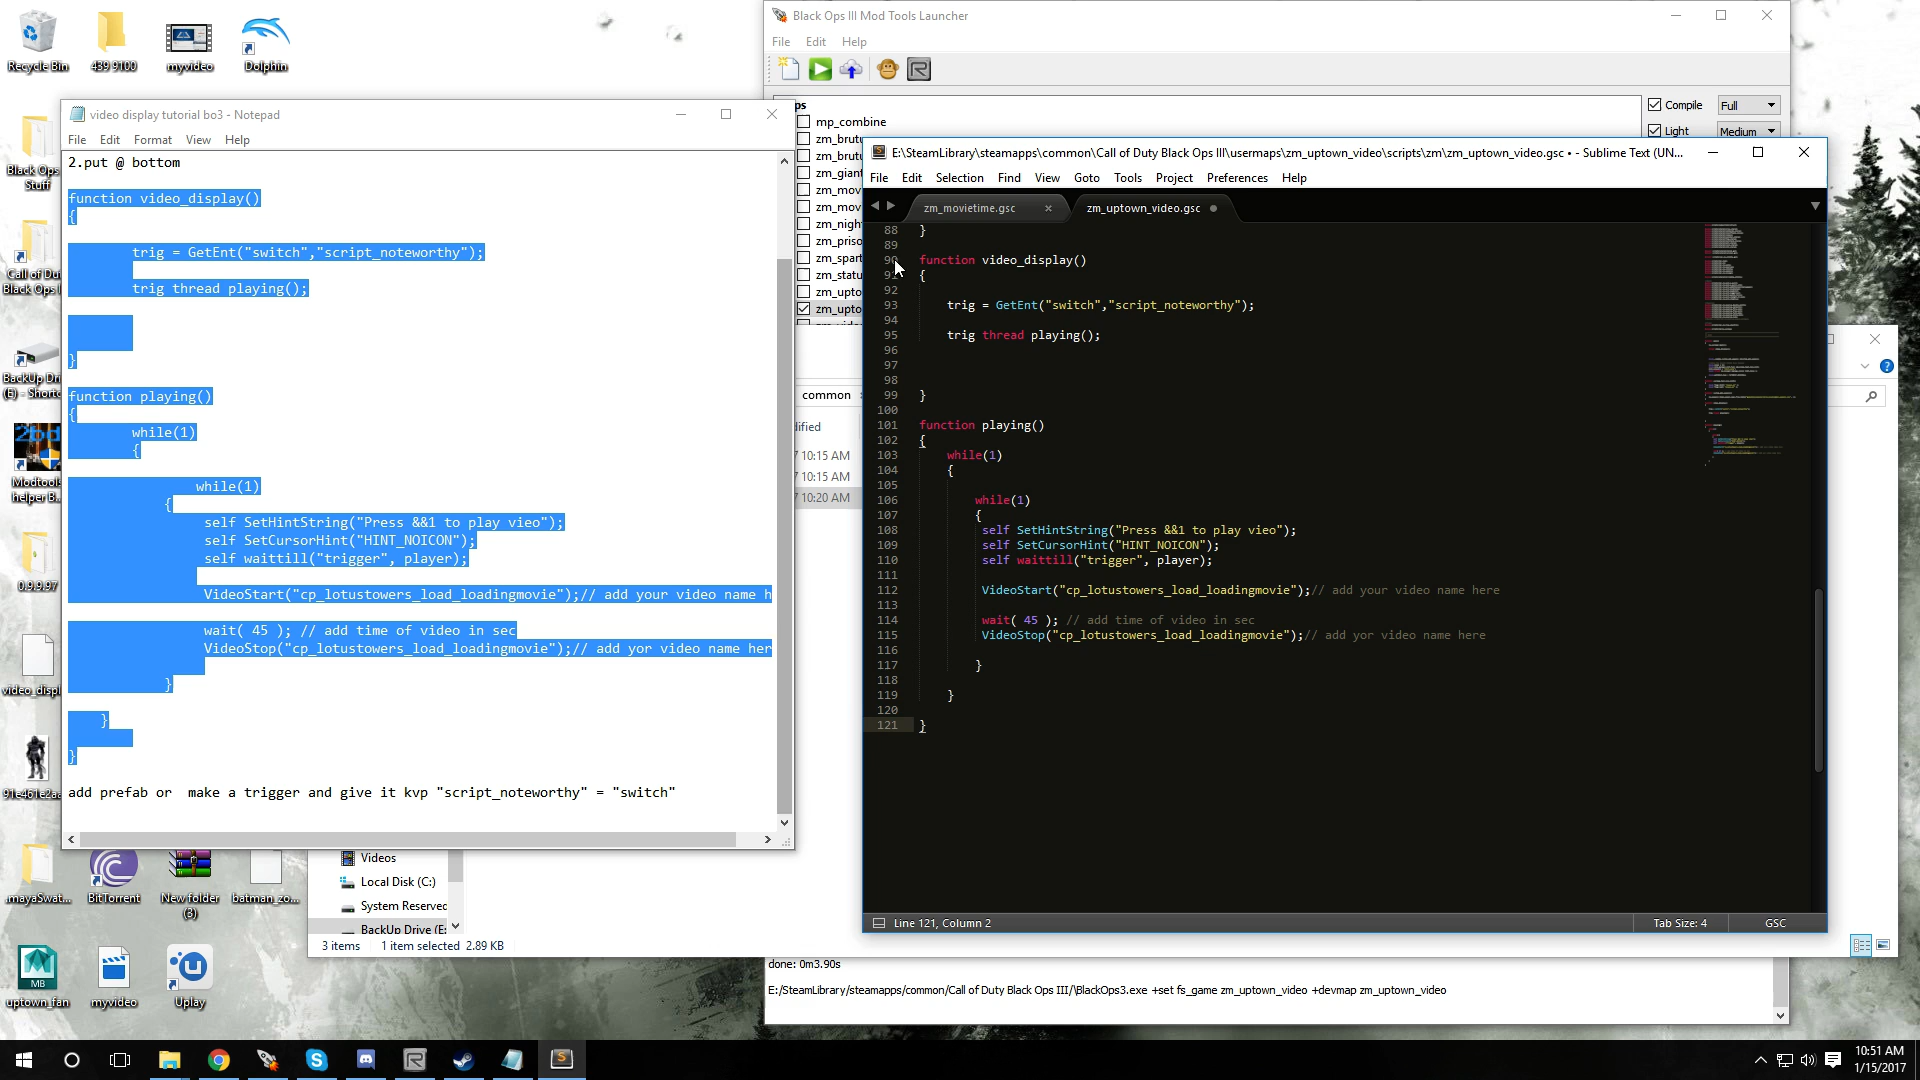 Recycle Bin
439 9100
myvideo
Dolphin
Black Ops Stuff
Call of Du
Black Ops I
BackUp Dri
(E) - Shortc
Modtool
helper B...
0.9.9.97
video_displ
imayaSwat...
BitTorrent
New folder
(3)
batman_zo...
uptown_fan
myvideo
Uplay
video display tutorial bo3 - Notepad
File Edit Format View Help
2.put @ bottom
function video_display()
{
trig = GetEnt("switch","script_noteworthy");
trig thread playing();
}
function playing()
{
while(1)
{
while(1)
{
self SetHintString("Press &&1 to play vieo");
self SetCursorHint("HINT_NOICON");
self waittill("trigger", player);
VideoStart("cp_lotustowers_load_loadingmovie");// add your video name h
wait( 45 ); // add time of video in sec
VideoStop("cp_lotustowers_load_loadingmovie");// add yor video name her
}
}
}
add prefab or  make a trigger and give it kvp "script_noteworthy" = "switch"
Black Ops III Mod Tools Launcher
File Edit Help
ps
mp_combine
zm_brutu
zm_brutu
zm_giant
zm_mov
zm_mov
zm_nigh
zm_priso
zm_spart
zm_statu
zm_upto
zm_upto
Compile Full
Light Medium
E:\SteamLibrary\steamapps\common\Call of Duty Black Ops III\usermaps\zm_uptown_video\scripts\zm\zm_uptown_video.gsc • - Sublime Text (UN...
File Edit Selection Find View Goto Tools Project Preferences Help
zm_movietime.gsc zm_uptown_video.gsc
88 }
89
90 function video_display()
91 {
92
93 trig = GetEnt("switch","script_noteworthy");
94
95 trig thread playing();
96
97
98
99 }
100
101 function playing()
102 {
103 while(1)
104 {
105
106 while(1)
107 {
108 self SetHintString("Press &&1 to play vieo");
109 self SetCursorHint("HINT_NOICON");
110 self waittill("trigger", player);
111
112 VideoStart("cp_lotustowers_load_loadingmovie");// add your video name here
113
114 wait( 45 ); // add time of video in sec
115 VideoStop("cp_lotustowers_load_loadingmovie");// add yor video name here
116
117 }
118
119 }
120
121 }
Line 121, Column 2 Tab Size: 4 GSC
common
dified
7 10:15 AM
7 10:15 AM
7 10:20 AM
Videos
Local Disk (C:)
System Reserved
BackUp Drive (E:
3 items 1 item selected 2.89 KB
done: 0m3.90s
E:/SteamLibrary/steamapps/common/Call of Duty Black Ops III/\BlackOps3.exe +set fs_game zm_uptown_video +devmap zm_uptown_video
10:51 AM
1/15/2017